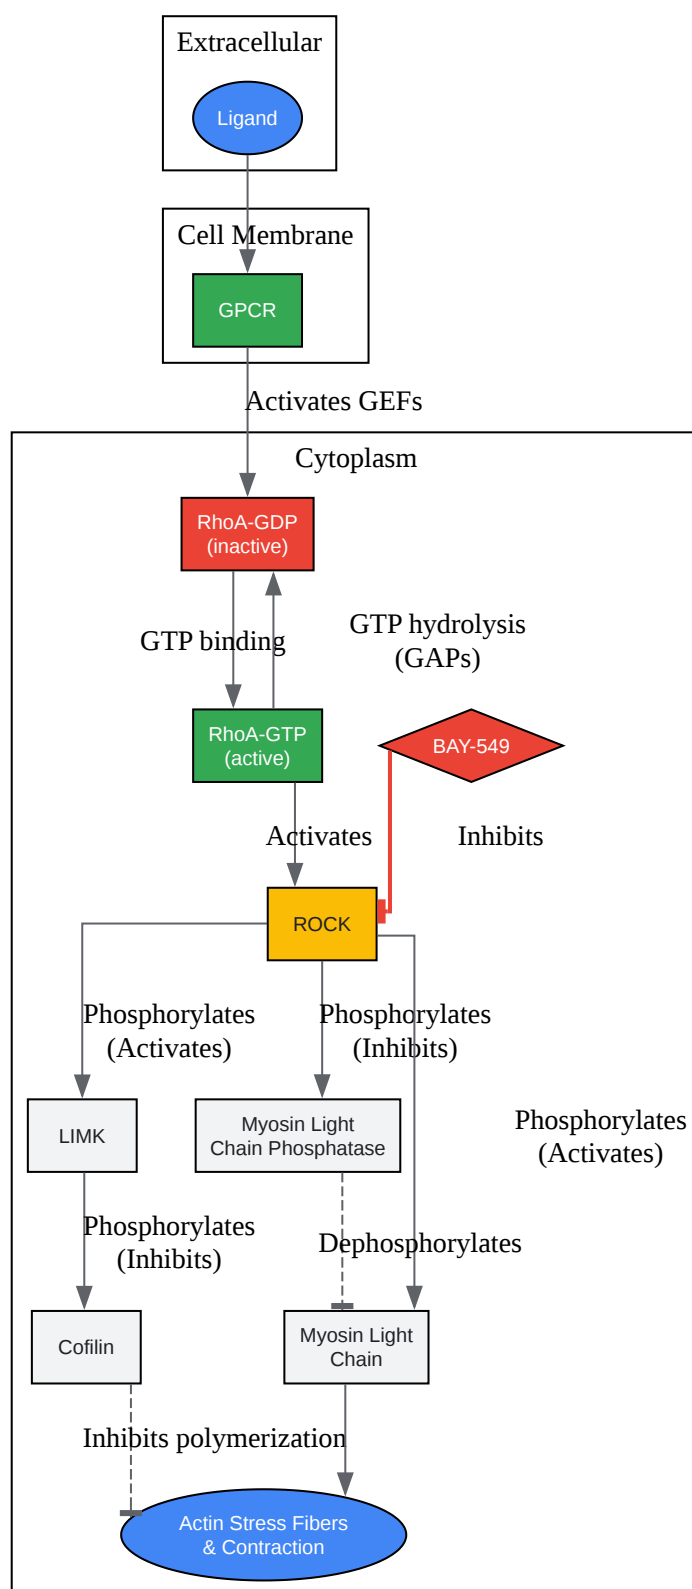 Extracellular
Ligand
Cell Membrane
GPCR
Activates GEFs
Cytoplasm
RhoA-GDP
(inactive)
GTP binding
GTP hydrolysis
(GAPs)
RhoA-GTP
(active)
BAY-549
Activates
Inhibits
ROCK
Phosphorylates
(Activates)
Phosphorylates
(Inhibits)
LIMK
Myosin Light
Chain Phosphatase
Phosphorylates
(Activates)
Phosphorylates
(Inhibits)
Dephosphorylates
Cofilin
Myosin Light
Chain
Inhibits polymerization
Actin Stress Fibers
& Contraction